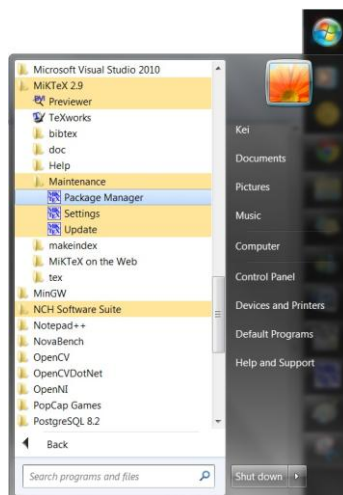 Microsoft Visual Studio 2010
MiKTeX 2.9
Previewer
TeXworks
bibtex
doc
Help
Maintenance
Package Manager
Settings
Update
makeindex
MiKTeX on the Web
tex
MinGW
NCH Software Suite
Notepad++
NovaBench
OpenCV
OpenCVDotNet
OpenNI
PopCap Games
PostgreSQL 8.2
Back
Search programs and files
Kei
Documents
Pictures
Music
Computer
Control Panel
Devices and Printers
Default Programs
Help and Support
Shut down